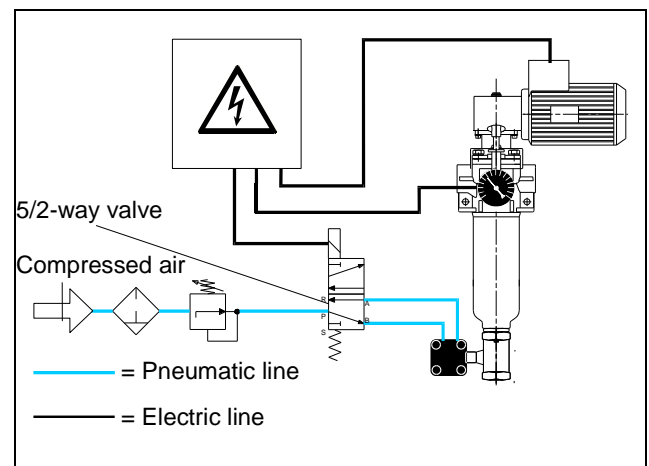 5/2-way valve
Compressed air
R
A
P
B
S
= Pneumatic line
= Electric line